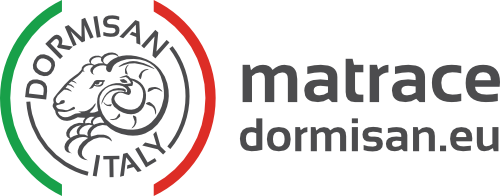 DORMISAN
ITALY
matrace
dormisan.eu